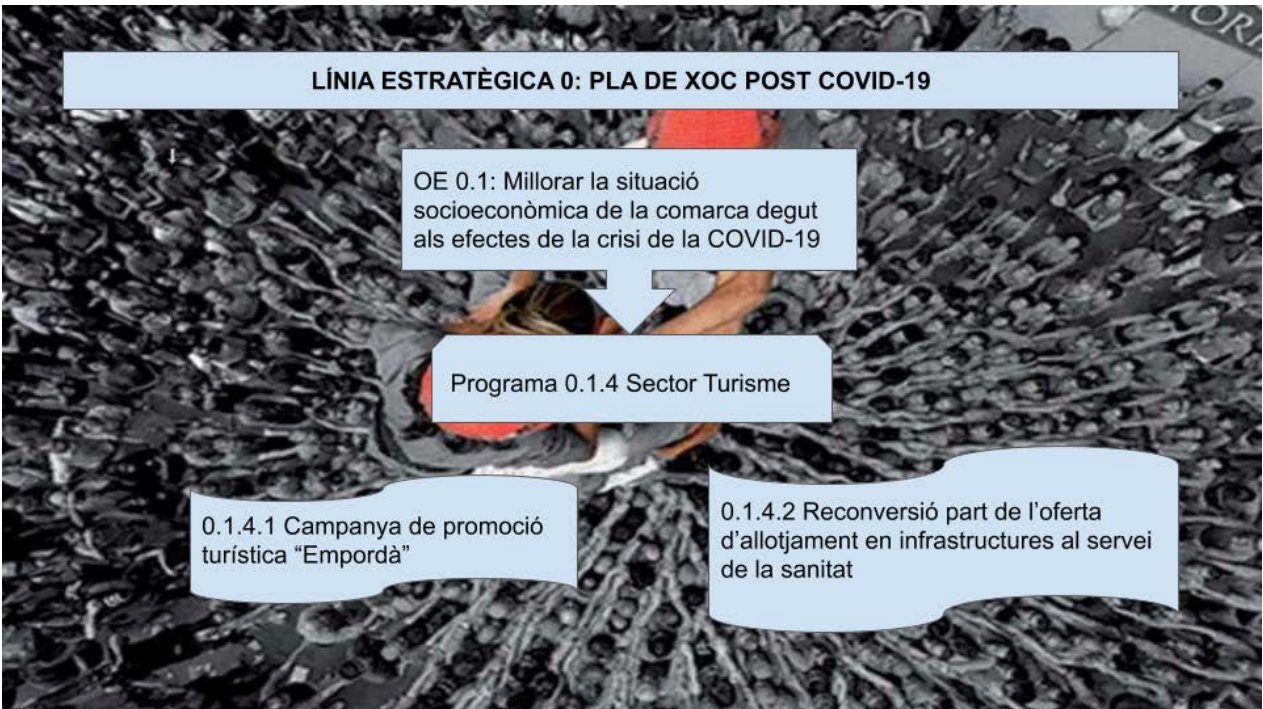 LÍNIA ESTRATÈGICA 0: PLA DE XOC POST COVID-19
OE 0.1: Millorar la situació
socioeconòmica de la comarca degut
als efectes de la crisi de la COVID-19
Programa 0.1.4 Sector Turisme
0.1.4.1 Campanya de promoció
turística “Empordà”
0.1.4.2 Reconversió part de l’oferta
d’allotjament en infrastructures al servei
de la sanitat